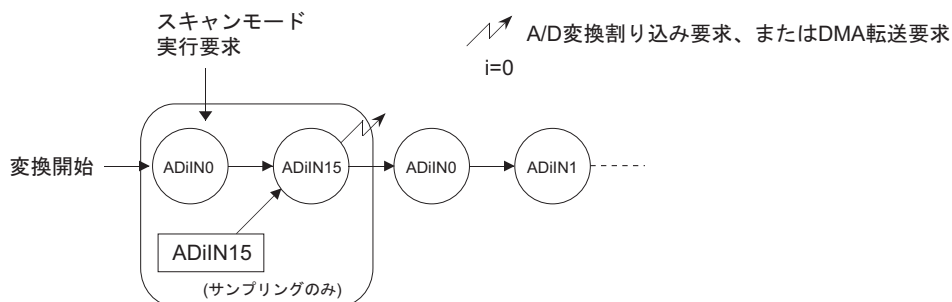 スキャンモード
実行要求
A/D変換割り込み要求、またはDMA転送要求
i=0
変換開始
ADiIN0
ADiIN15
ADiIN0
ADiIN1
ADiIN15
(サンプリングのみ)